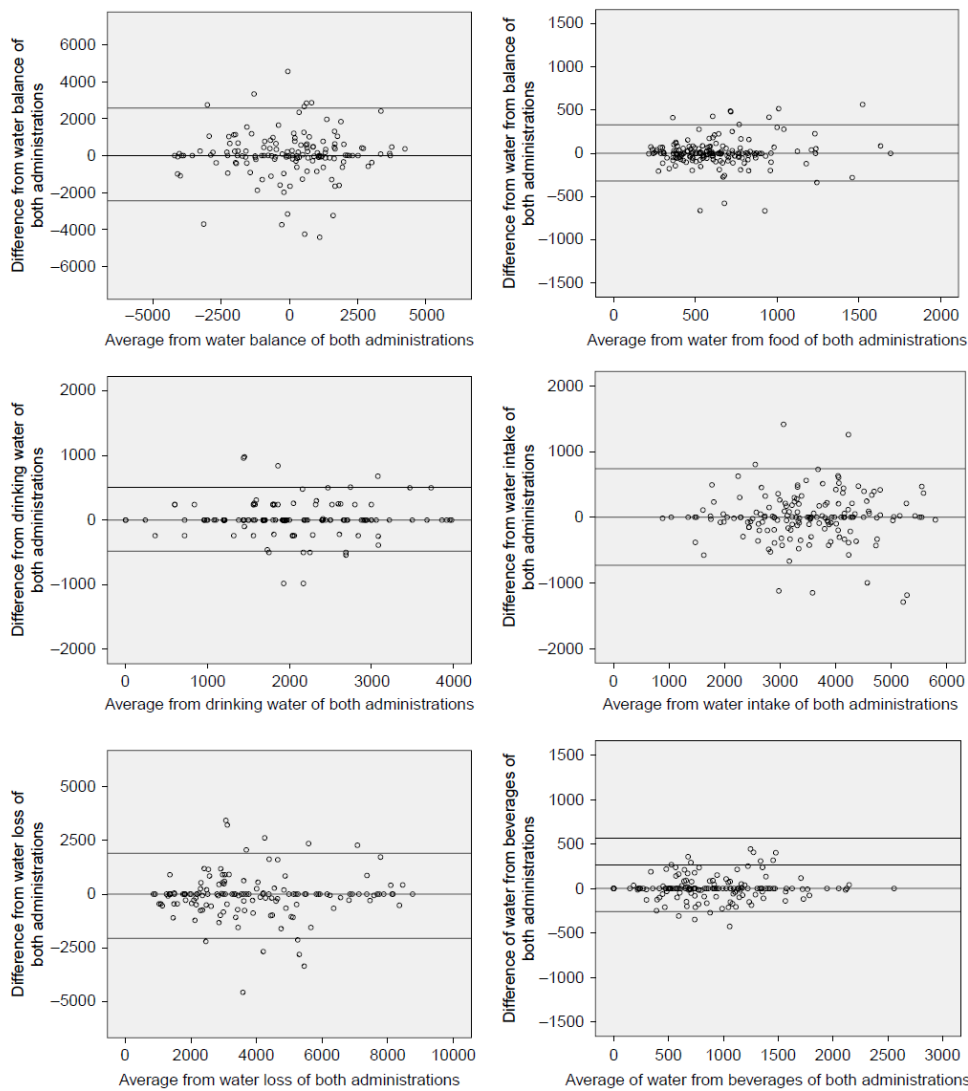 Difference from water balance of
both administrations
6000
4000
2000
0
−2000
−4000
−6000
−5000 −2500 0 2500 5000
Average from water balance of both administrations
Difference from water from balance of
both administrations
1500
1000
500
0
−500
−1000
−1500
0 500 1000 1500 2000
Average from water from food of both administrations
Difference from drinking water of
both administrations
2000
1000
0
−1000
−2000
0 1000 2000 3000 4000
Average from drinking water of both administrations
Difference from water intake of
both administrations
2000
1000
0
−1000
−2000
0 1000 2000 3000 4000 5000 6000
Average from water intake of both administrations
Difference from water loss of
both administrations
5000
2500
0
−2500
−5000
0 2000 4000 6000 8000 10000
Average from water loss of both administrations
Difference of water from beverages of
both administrations
1500
1000
500
0
−500
−1000
−1500
0 500 1000 1500 2000 2500 3000
Average of water from beverages of both administrations